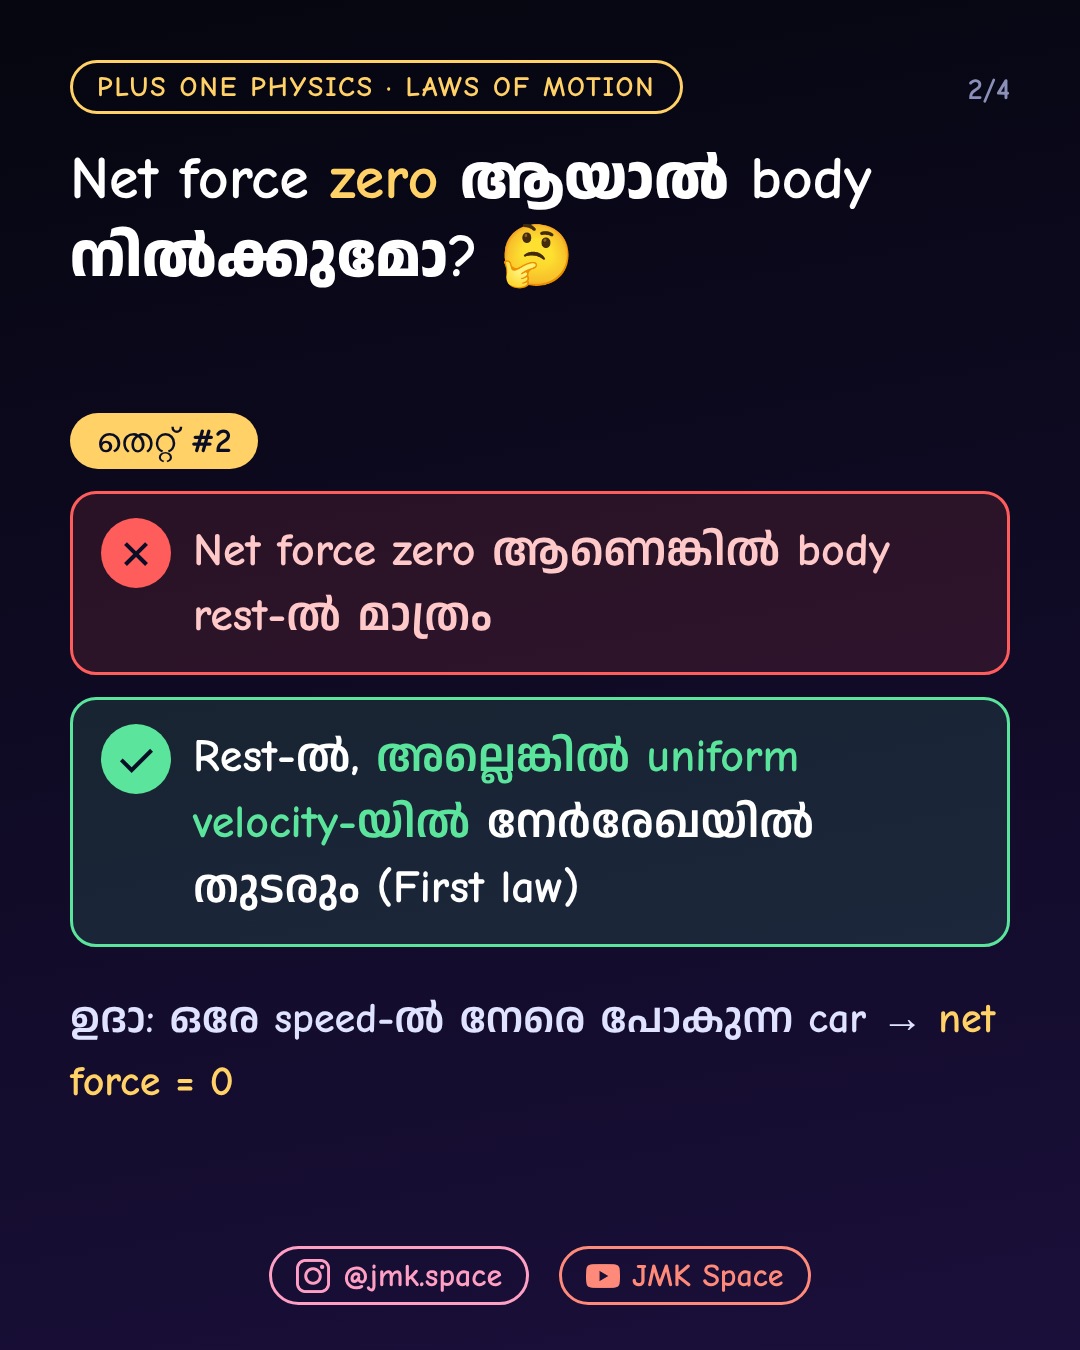 PLUS ONE PHYSICS · LAWS OF MOTION
2/4
Net force zero ആയാൽ body
നിൽക്കുമോ? 🤔
തെറ്റ് #2
Net force zero ആണെങ്കിൽ body
rest-ൽ മാത്രം
Rest-ൽ, അല്ലെങ്കിൽ uniform
velocity-യിൽ നേർരേഖയിൽ
തുടരും (First law)
ഉദാ: ഒരേ speed-ൽ നേരെ പോകുന്ന car → net
force = 0
@jmk.space
JMK Space